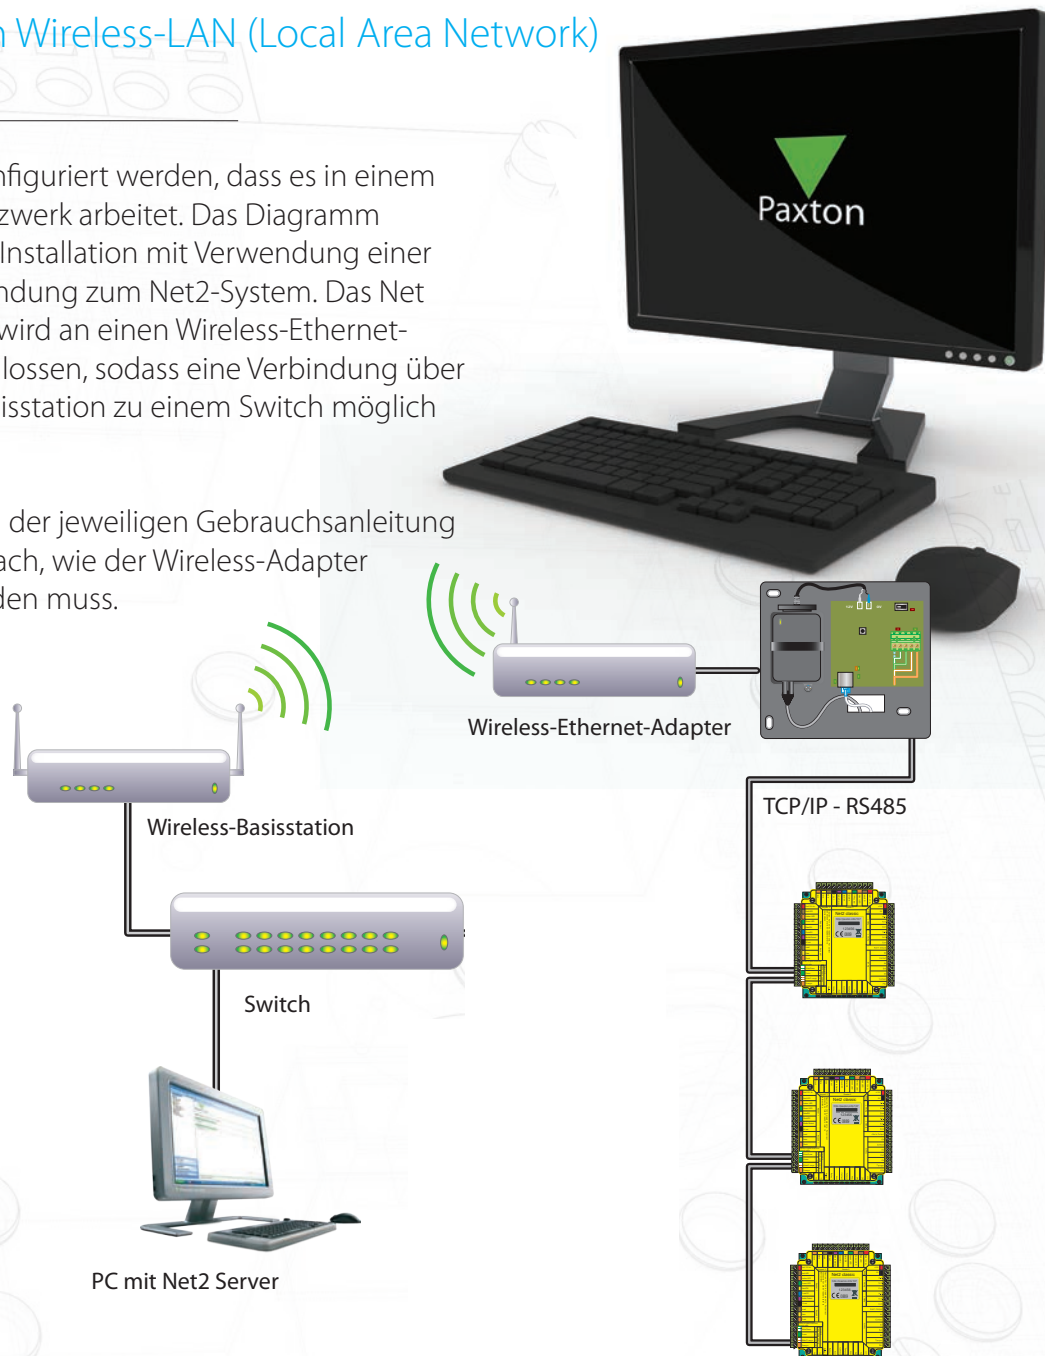 n Wireless-LAN (Local Area Network)
nfiguriert werden, dass es in einem
zwerk arbeitet. Das Diagramm
Installation mit Verwendung einer
ndung zum Net2-System. Das Net
wird an einen Wireless-Ethernet-
lossen, sodass eine Verbindung über
isstation zu einem Switch möglich
der jeweiligen Gebrauchsanleitung
ach, wie der Wireless-Adapter
den muss.
Paxton
Wireless-Ethernet-Adapter
Wireless-Basisstation
TCP/IP - RS485
Switch
PC mit Net2 Server